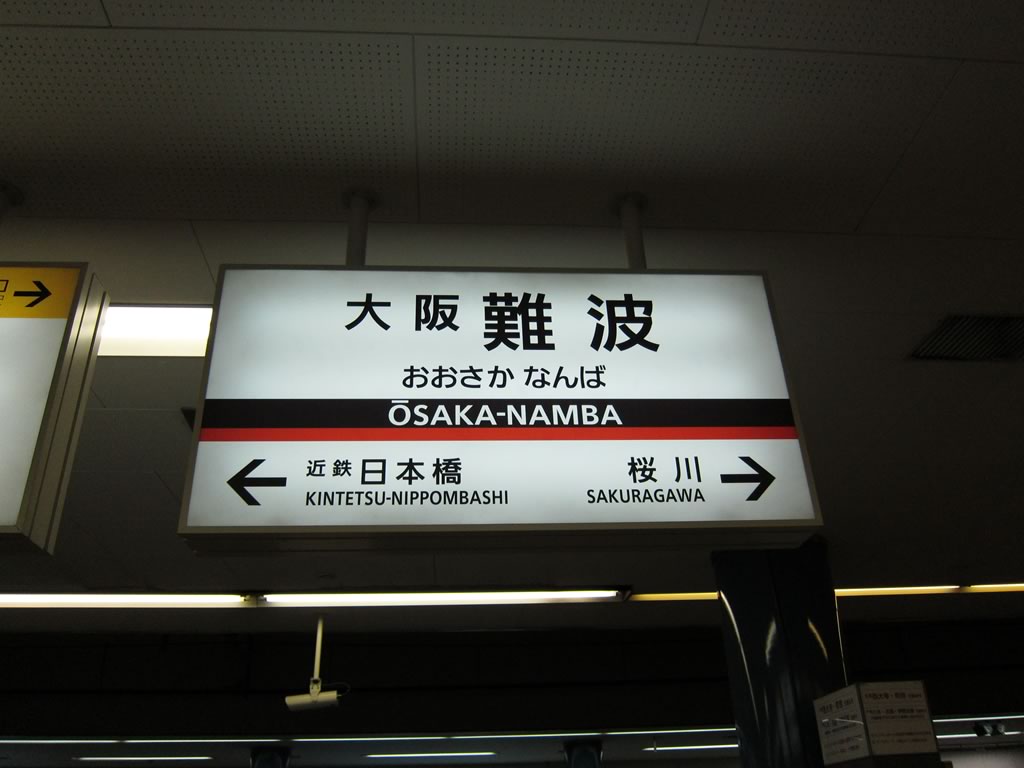 大阪難波
おおさか なんば
ŌSAKA-NAMBA
近鉄日本橋
KINTETSU-NIPPOMBASHI
桜川
SAKURAGAWA